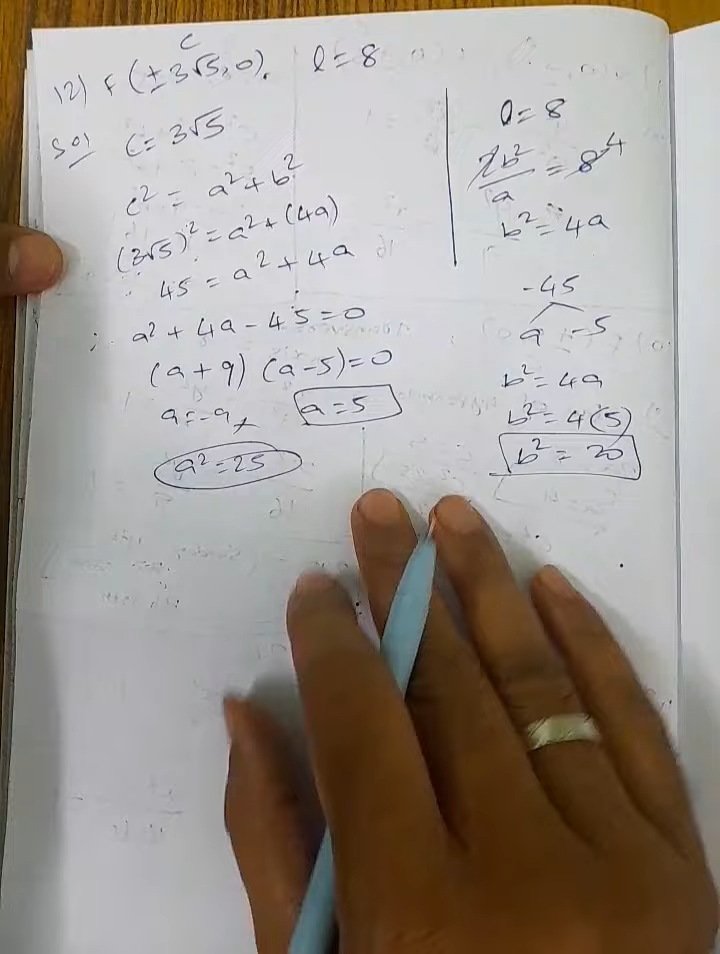 12) F (±3√5, 0). l = 8
c
Sol c = 3√5
c² = a² + b²
(3√5)² = a² + (4a)
45 = a² + 4a
∴ a² + 4a - 45 = 0
(a + 9) (a - 5) = 0
a = -9 × a = 5
a² = 25
l = 8
2b²/a = 8 4
b² = 4a
-45
9 -5
b² = 4a
b² = 4(5)
b² = 20